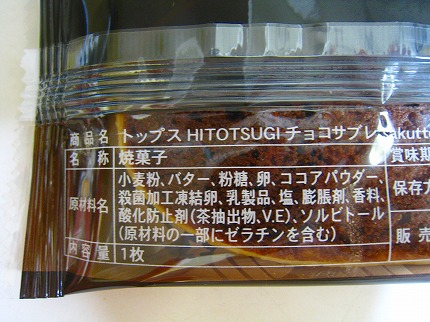 商品名 トップス HITOTSUGI チョコサブレ sakutto
名称 焼菓子 賞味期
原材料名 小麦粉、バター、粉糖、卵、ココアパウダー、
殺菌加工凍結卵、乳製品、塩、膨脹剤、香料、
酸化防止剤(茶抽出物、V.E)、ソルビトール
(原材料の一部にゼラチンを含む)
内容量 1枚
保存方
販売